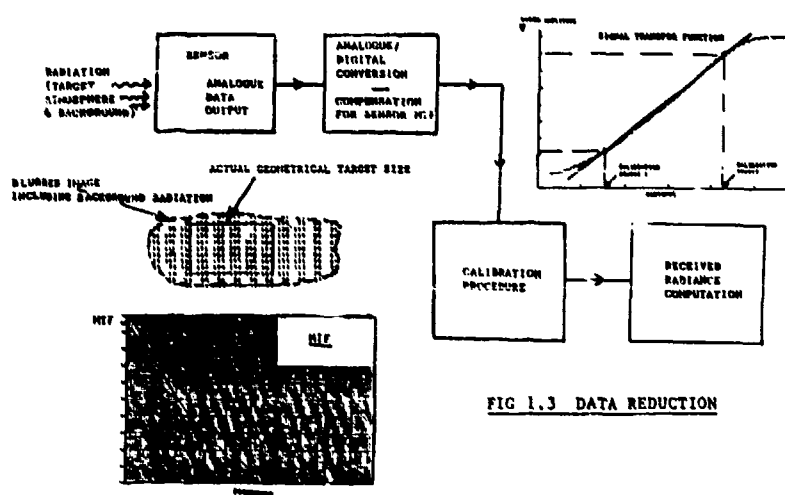 SENSOR
ANALOGUE
DATA
OUTPUT
ANALOGUE/
DIGITAL
CONVERSION
COMPENSATION
FOR SENSOR MTF
RADIATION
(TARGET
ATMOSPHERE
& BACKGROUND)
SIGNAL TRANSFER FUNCTION
ACTUAL GEOMETRICAL TARGET SIZE
BLURRED IMAGE
INCLUDING BACKGROUND RADIATION
CALIBRATION
PROCEDURE
RECEIVED
RADIANCE
COMPUTATION
MTF
MTF
FIG 1.3 DATA REDUCTION